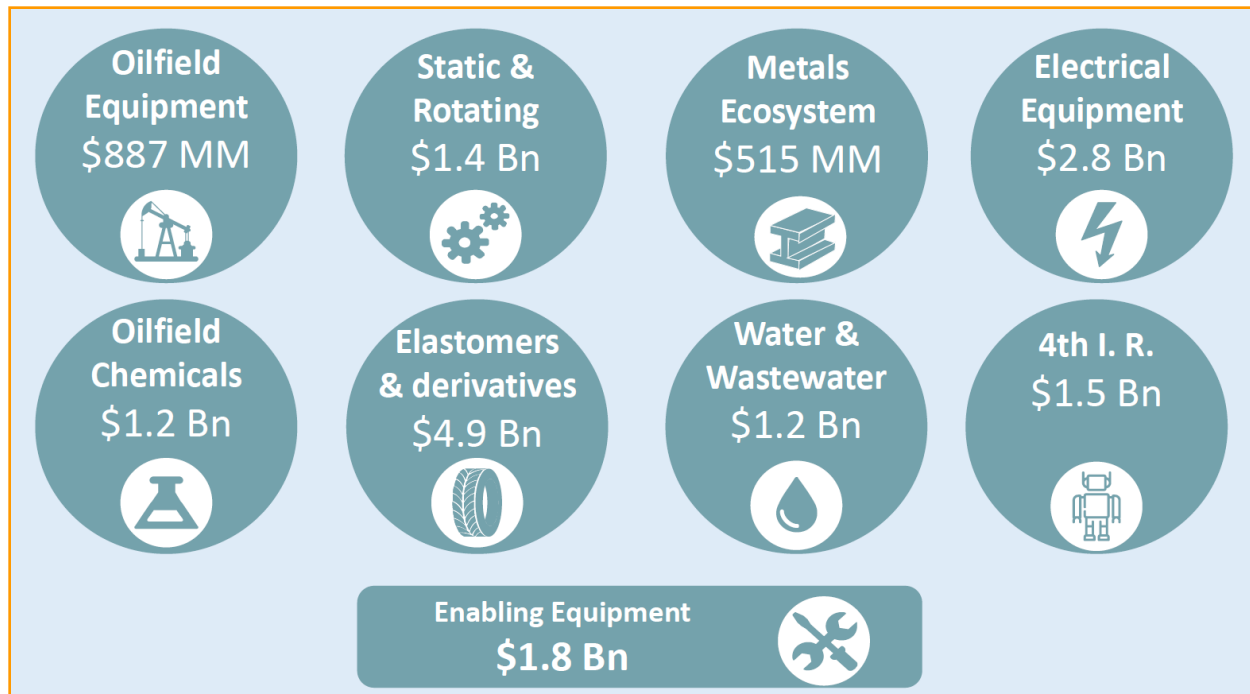 Oilfield
Equipment
$887 MM
Static &
Rotating
$1.4 Bn
Metals
Ecosystem
$515 MM
Electrical
Equipment
$2.8 Bn
Oilfield
Chemicals
$1.2 Bn
Elastomers
& derivatives
$4.9 Bn
Water &
Wastewater
$1.2 Bn
4th I. R.
$1.5 Bn
Enabling Equipment
$1.8 Bn